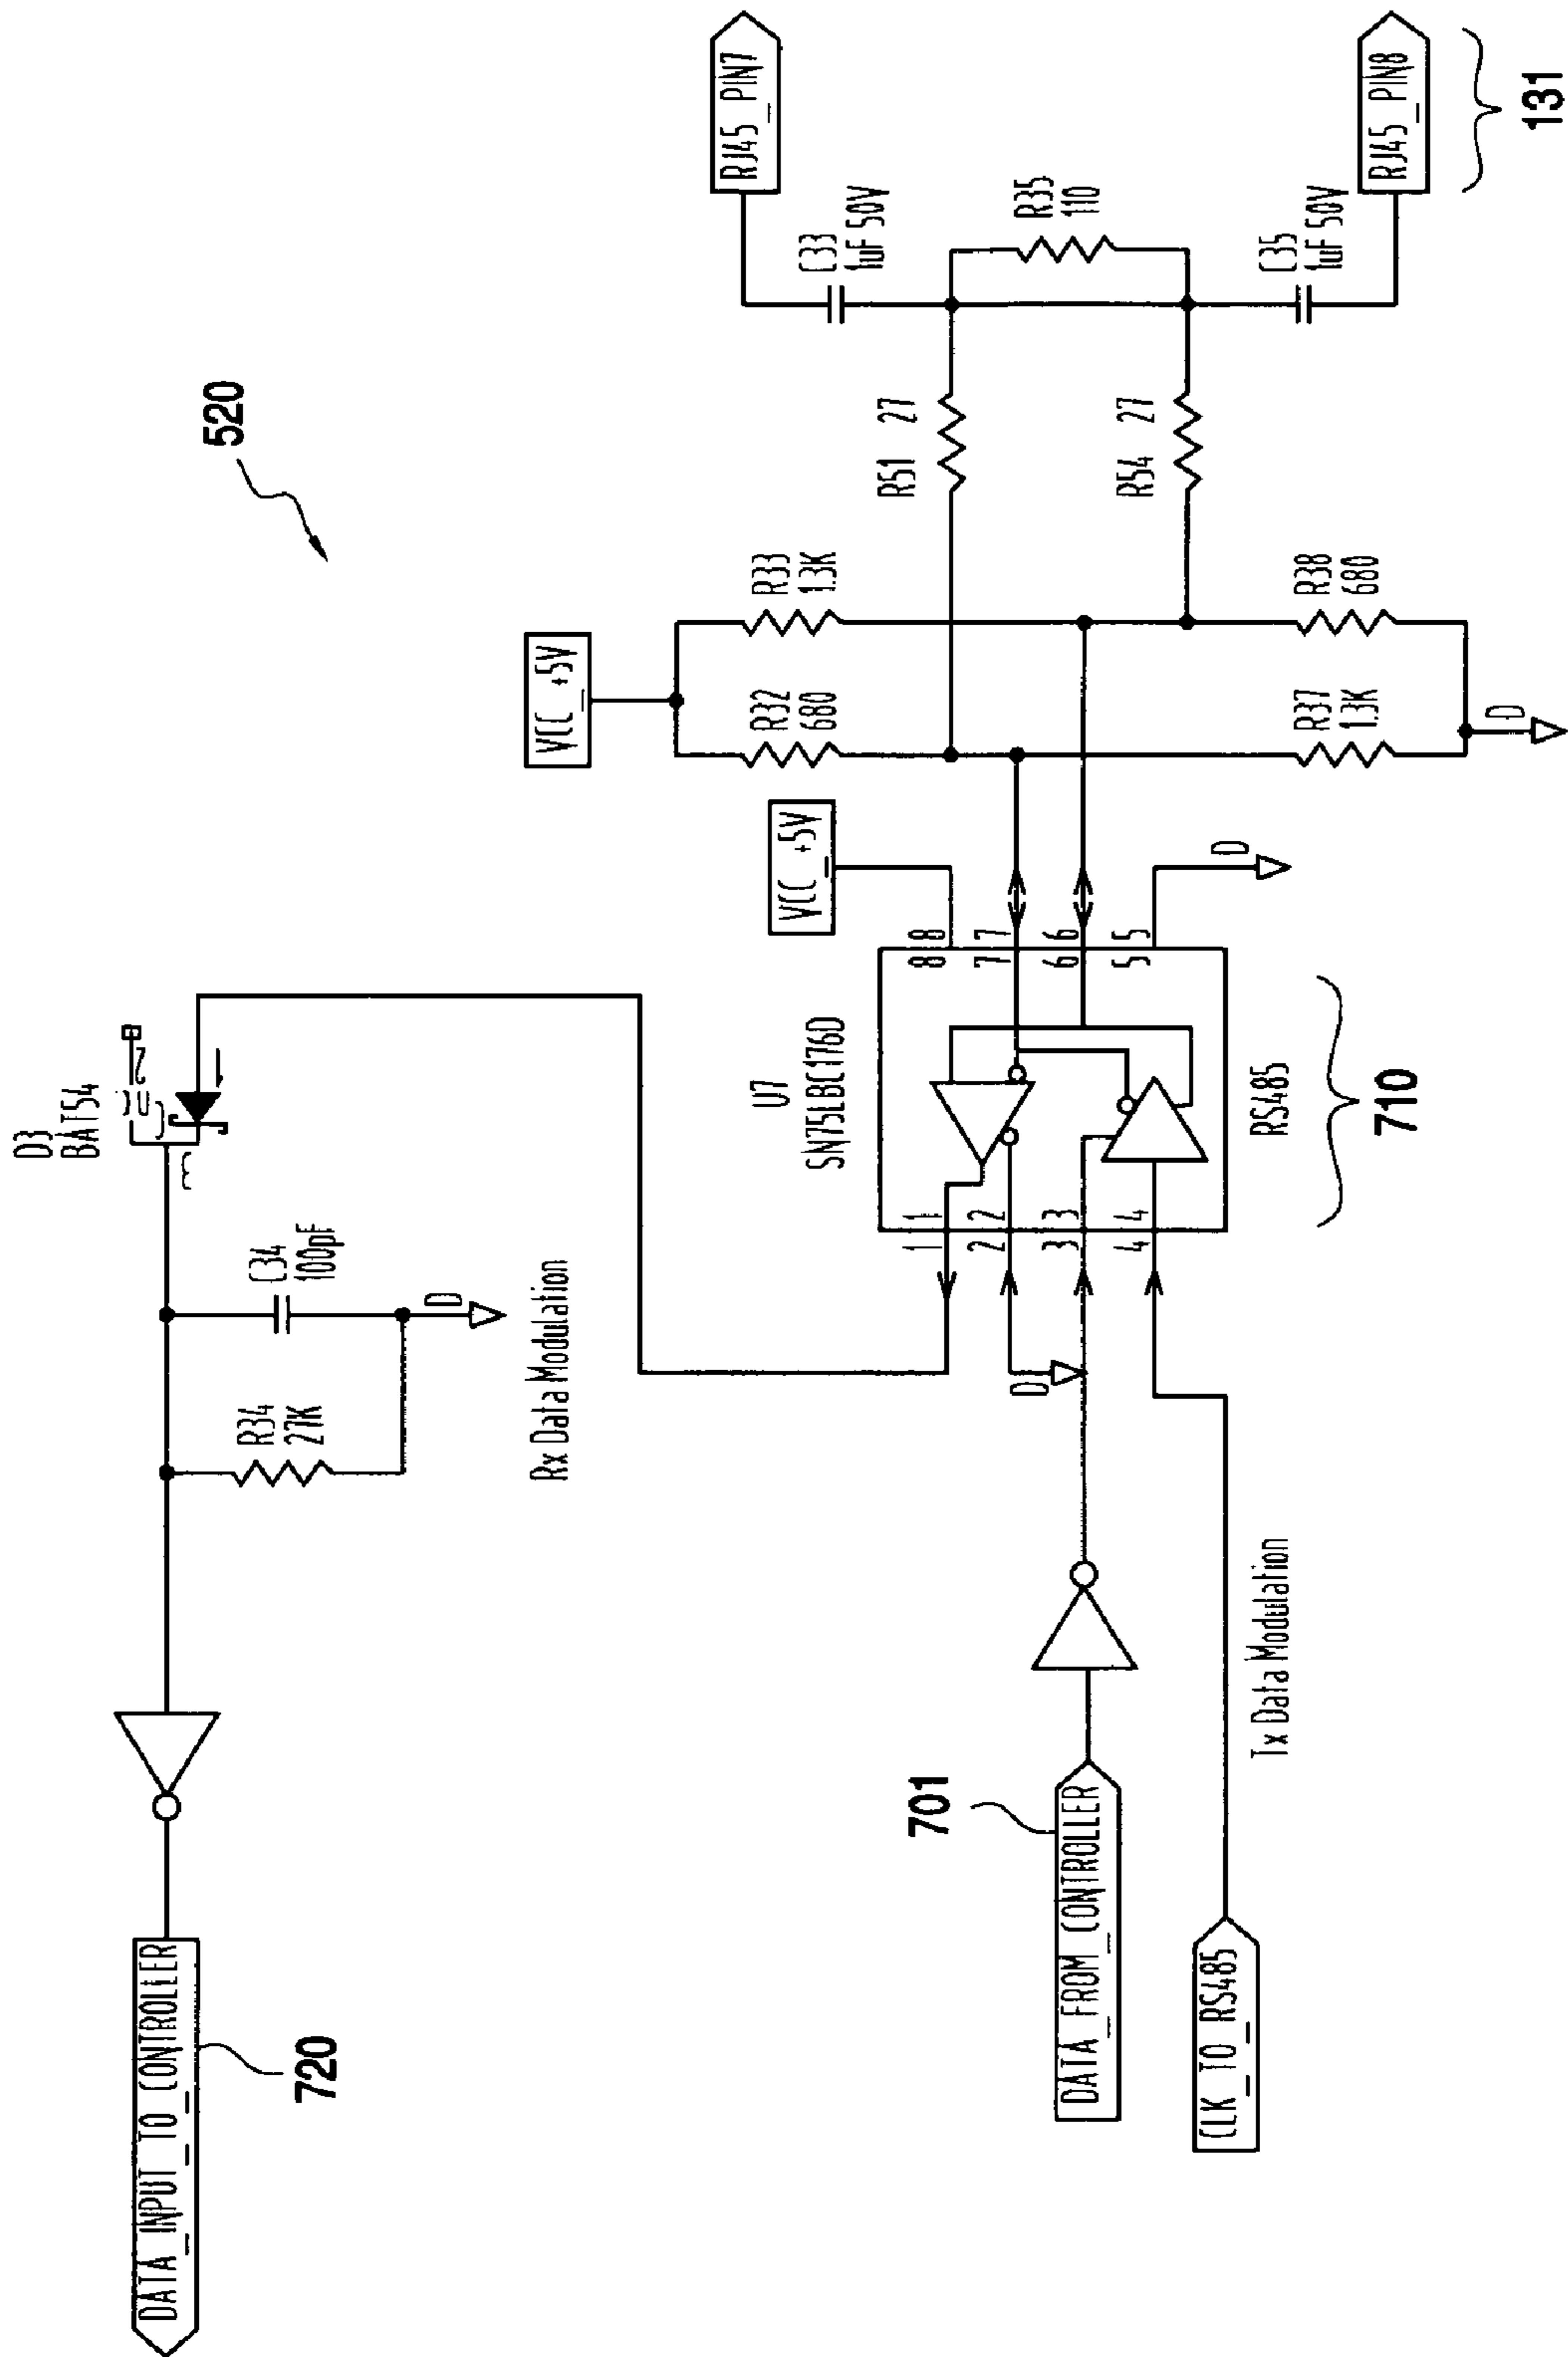 520
D3
BAT54
2
3
DATA_INPUT_TO_CONTROLLER
720
R34
27K
C34
100pF
D
Rx Data Modulation
VCC_+5V
R32
680
R33
1.3K
RJ45_PIN7
VCC_+5V
C33
1uF 50V
U7
SN75LBC176D
R51 27
R35
110
701
1 1
8 8
2 2
7 7
3 3
6 6
4 4
5 5
D
D
DATA_FROM_CONTROLLER
R54 27
CLK_TO_RS485
Tx Data Modulation
RS485
710
R37
1.3K
R38
680
D
C35
1uF 50V
RJ45_PIN8
131